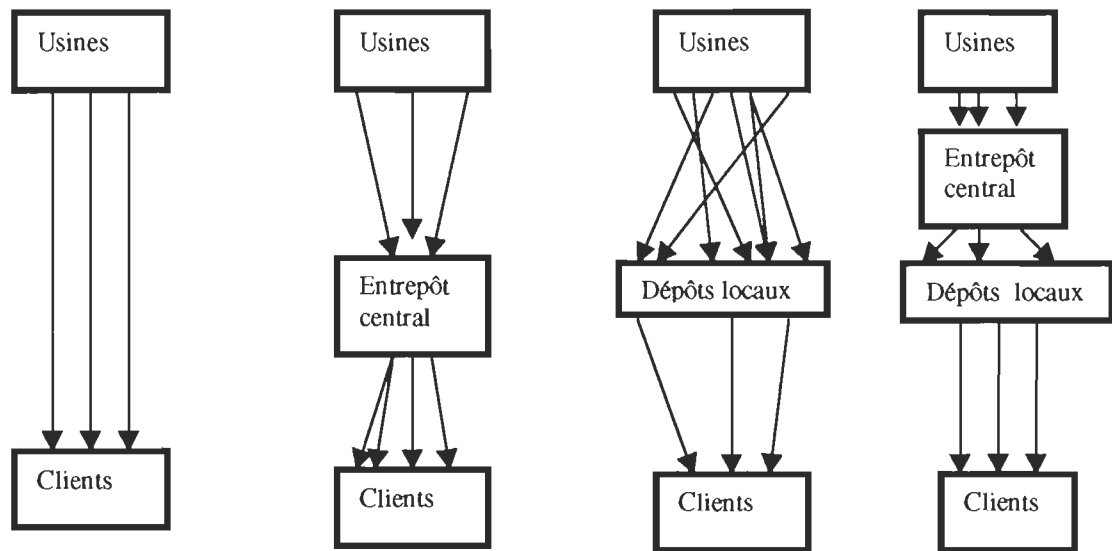 Usines
Clients
Usines
Entrepôt
central
Clients
Usines
Dépôts locaux
Clients
Usines
Entrepôt
central
Dépôts locaux
Clients